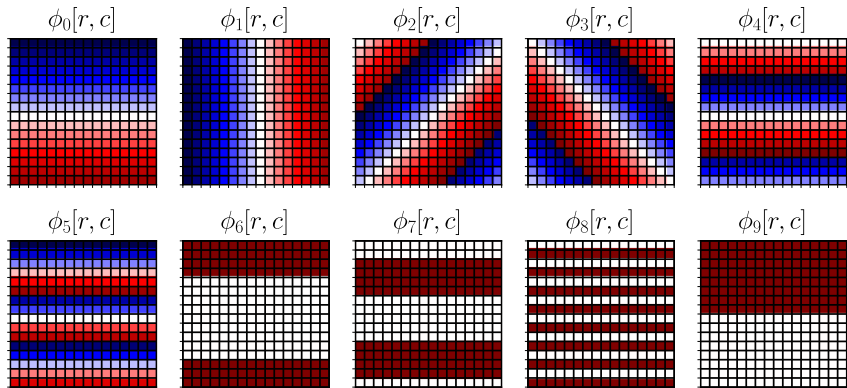 ϕ₀[r, c] ϕ₁[r, c] ϕ₂[r, c] ϕ₃[r, c] ϕ₄[r, c]
ϕ₅[r, c] ϕ₆[r, c] ϕ₇[r, c] ϕ₈[r, c] ϕ₉[r, c]